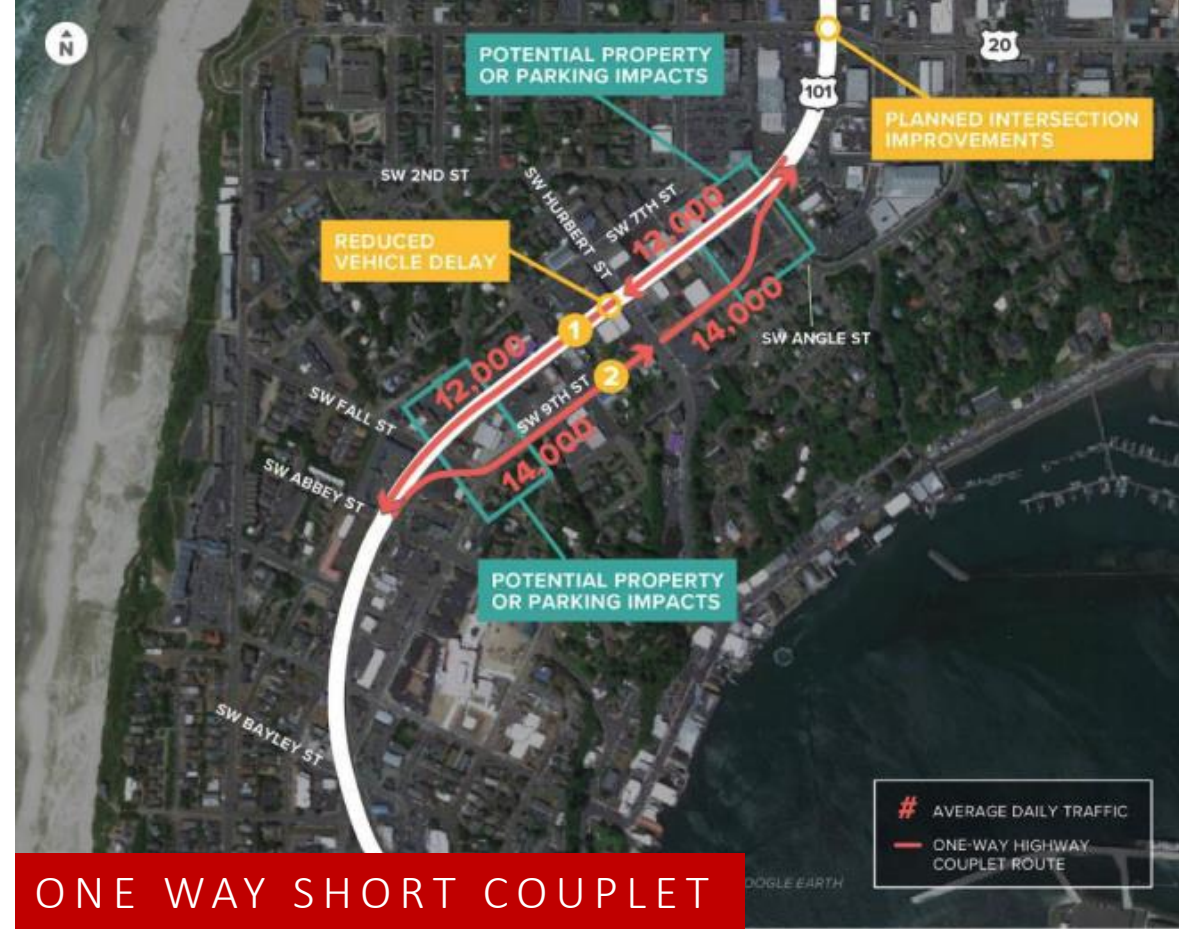 N
POTENTIAL PROPERTY
OR PARKING IMPACTS
20
101
PLANNED INTERSECTION
IMPROVEMENTS
SW 2ND ST
SW HURBERT ST
SW 7TH ST
12,000
REDUCED
VEHICLE DELAY
1
14,000
SW ANGLE ST
12,000
2
SW 9TH ST
SW FALL ST
14,000
SW ABBEY ST
POTENTIAL PROPERTY
OR PARKING IMPACTS
SW BAYLEY ST
# AVERAGE DAILY TRAFFIC
ONE-WAY HIGHWAY
COUPLET ROUTE
OOGLE EARTH
ONE WAY SHORT COUPLET